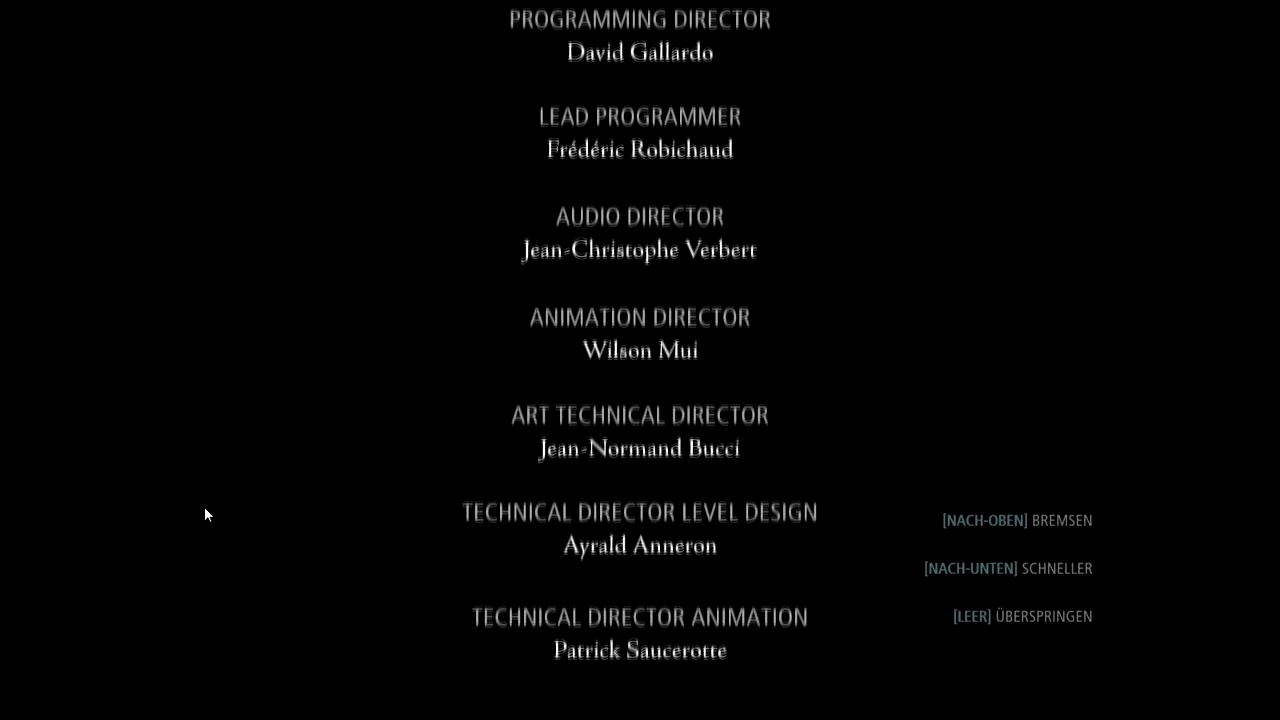 PROGRAMMING DIRECTOR
David Gallardo
LEAD PROGRAMMER
Frédéric Robichaud
AUDIO DIRECTOR
Jean-Christophe Verbert
ANIMATION DIRECTOR
Wilson Mui
ART TECHNICAL DIRECTOR
Jean-Normand Bucci
TECHNICAL DIRECTOR LEVEL DESIGN
Ayrald Anneron
TECHNICAL DIRECTOR ANIMATION
Patrick Saucerotte
[NACH-OBEN] BREMSEN
[NACH-UNTEN] SCHNELLER
[LEER] ÜBERSPRINGEN